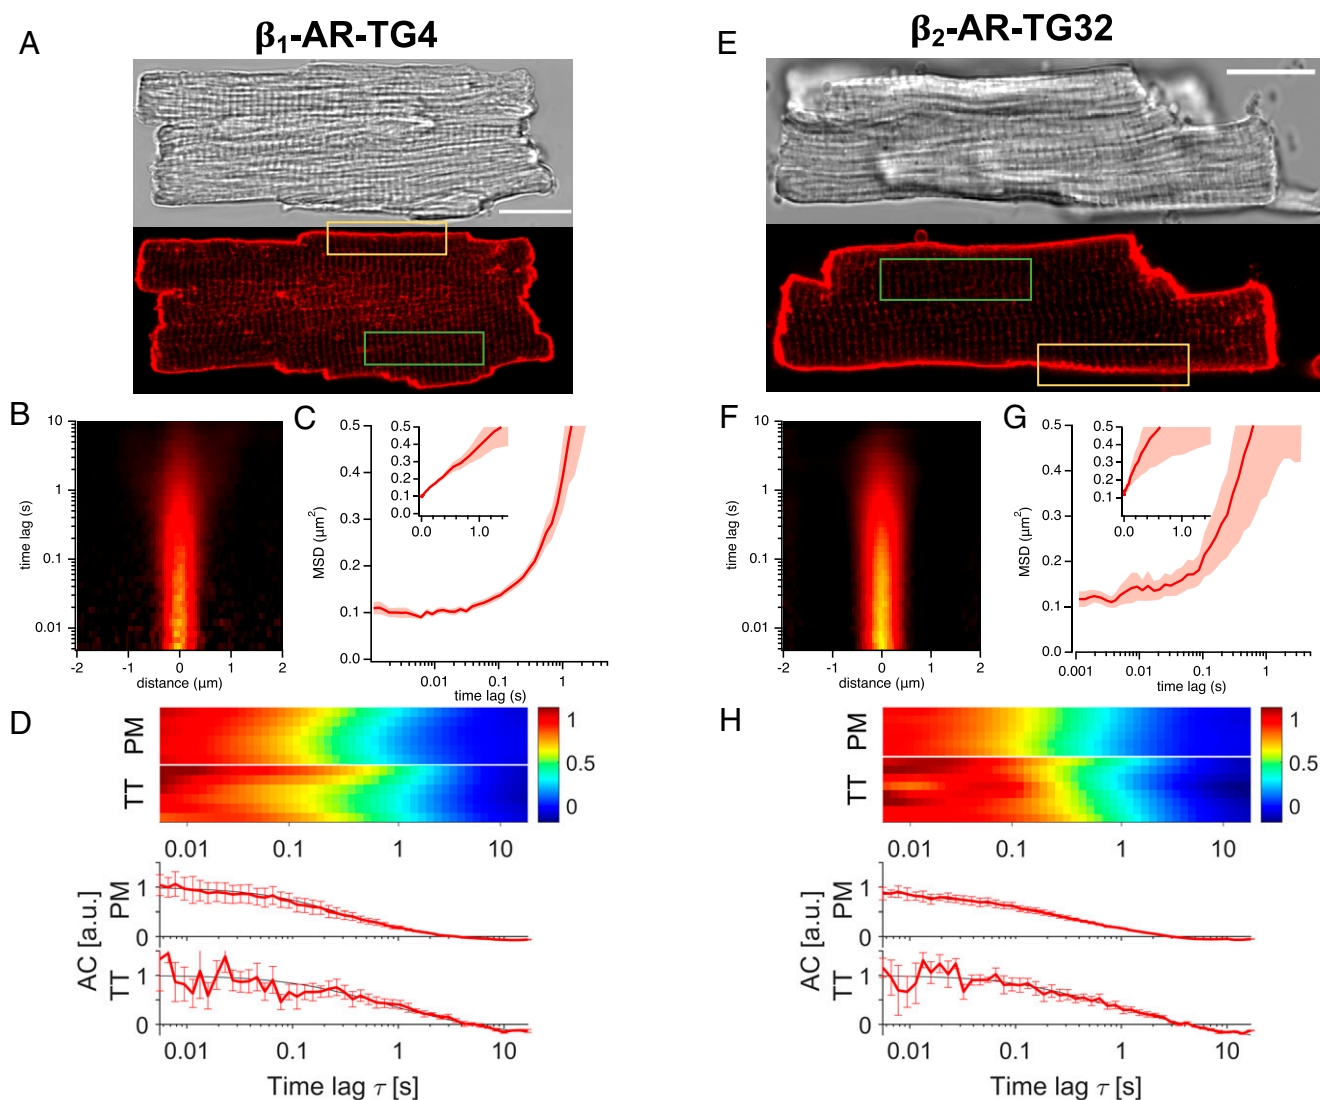 A
β1-AR-TG4
E
β2-AR-TG32
B
10
1
0.1
0.01
time lag (s)
-2
-1
0
1
2
distance (µm)
C
0.5
0.4
0.3
0.2
0.1
0.0
MSD (µm²)
0.5
0.4
0.3
0.2
0.1
0.0
0.0
1.0
0.01
0.1
1
time lag (s)
F
10
1
0.1
0.01
time lag (s)
-2
-1
0
1
2
distance (µm)
G
0.5
0.4
0.3
0.2
0.1
0.0
MSD (µm²)
0.5
0.4
0.3
0.2
0.1
0.0
1.0
0.001
0.01
0.1
1
time lag (s)
D
PM
TT
1
0.5
0
0.01
0.1
1
10
AC [a.u.]
PM
TT
1
0
1
0
0.01
0.1
1
10
Time lag τ [s]
H
PM
TT
1
0.5
0
0.01
0.1
1
10
AC [a.u.]
PM
TT
1
0
1
0
0.01
0.1
1
10
Time lag τ [s]